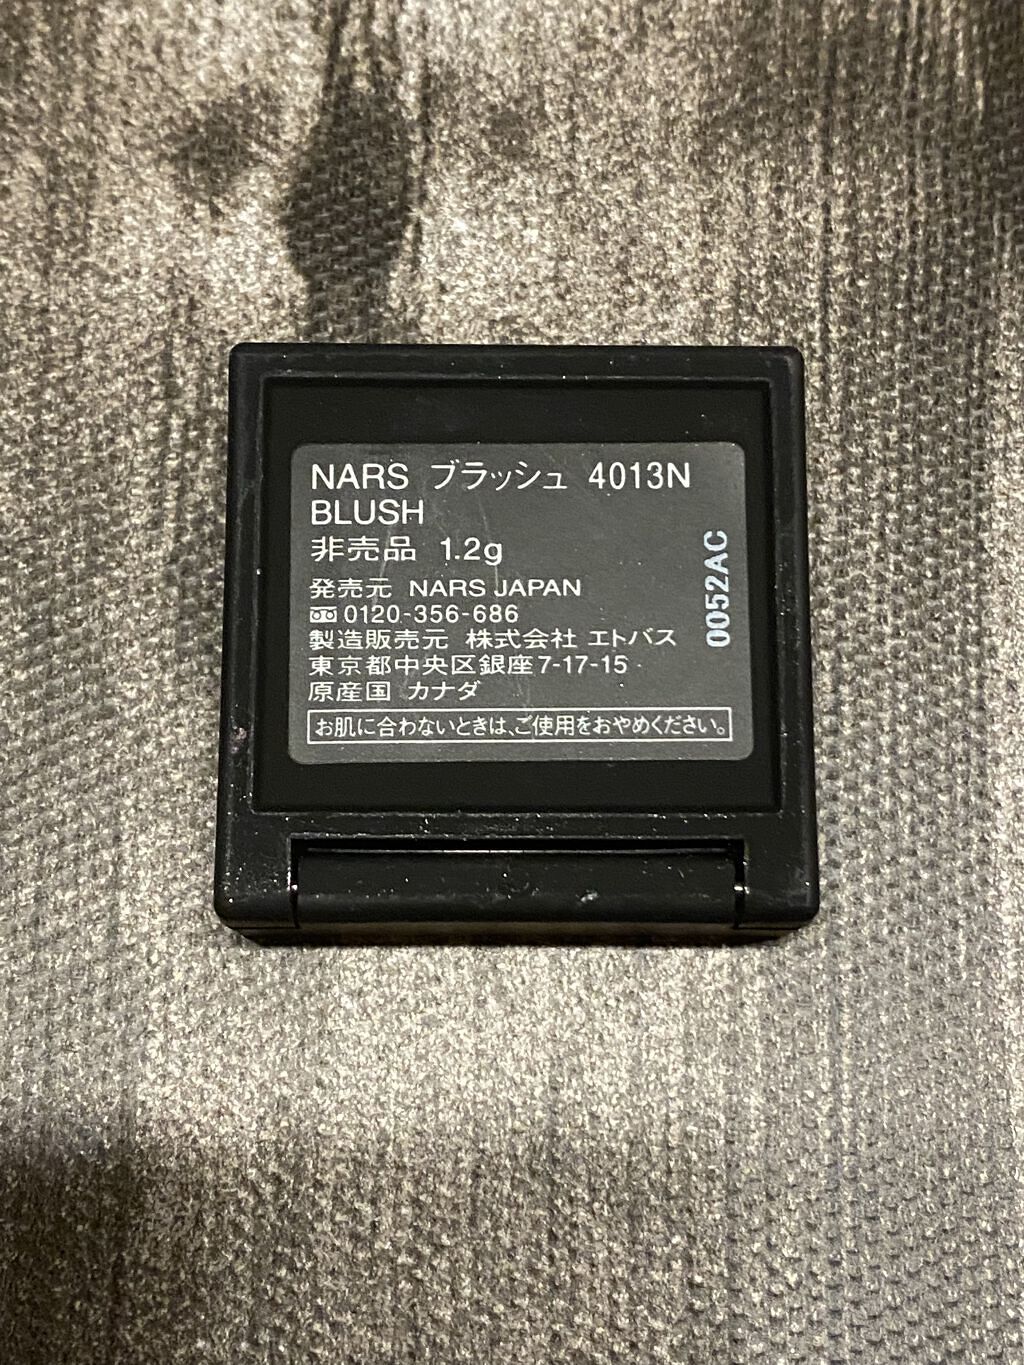 NARS ブラッシュ 4013N
BLUSH
非売品 1.2g
発売元 NARS JAPAN
0120-356-686
製造販売元 株式会社 エトバス
東京都中央区銀座7-17-15
原産国 カナダ
お肌に合わないときは、ご使用をおやめください。
0052AC